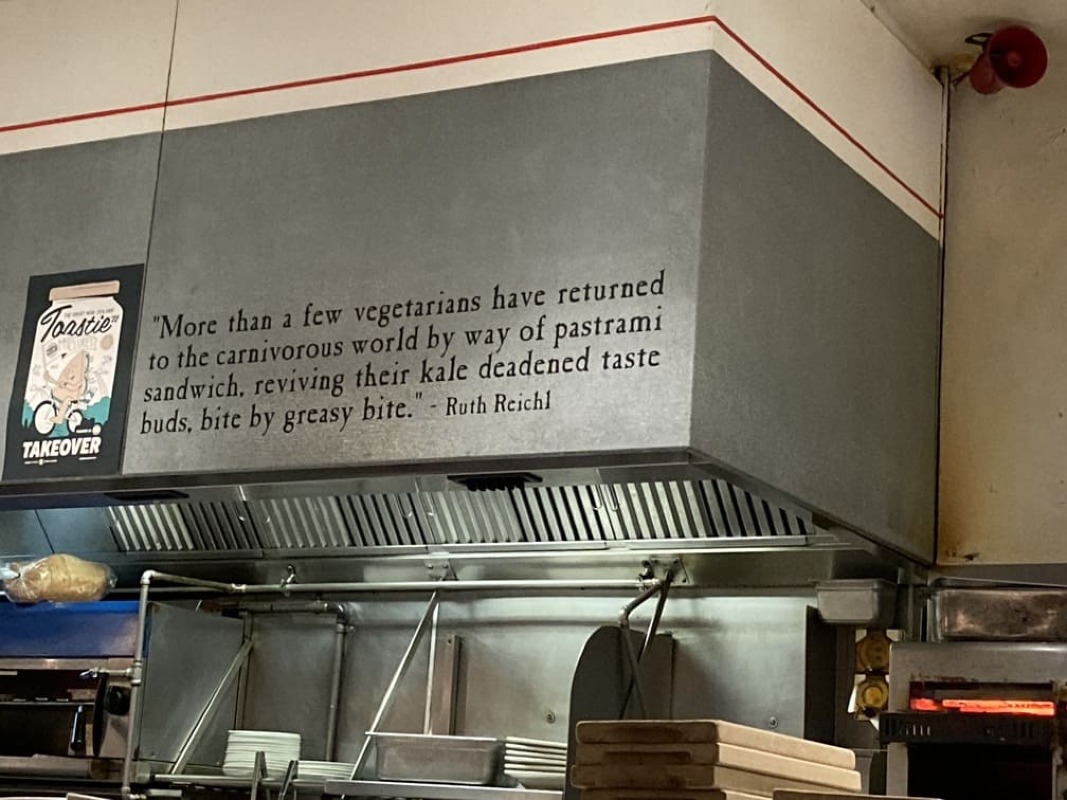 "More than a few vegetarians have returned
to the carnivorous world by way of pastrami
sandwich, reviving their kale deadened taste
buds, bite by greasy bite." - Ruth Reichl
Toastie
TAKEOVER